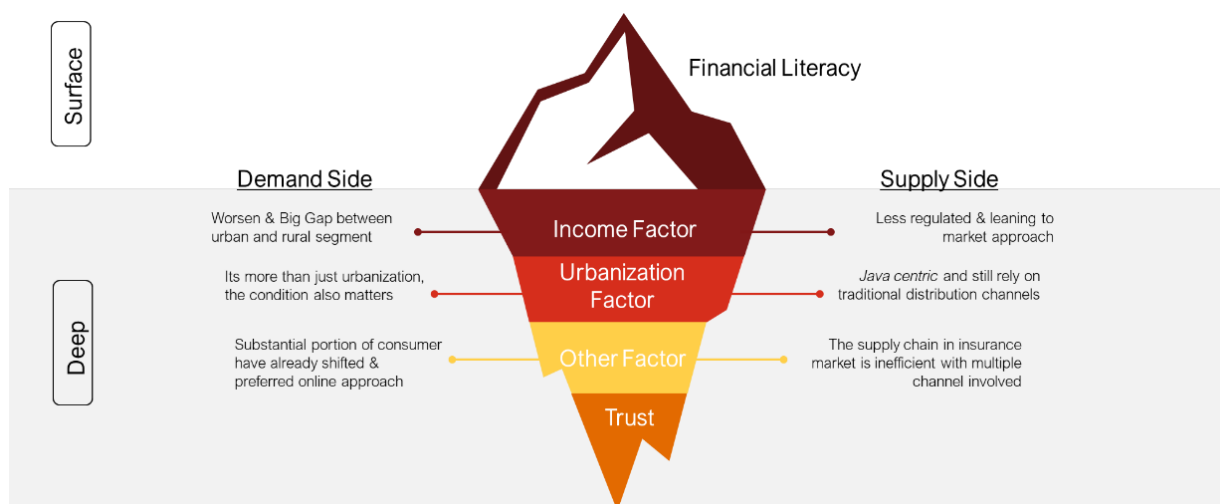 Surface
Financial Literacy
Demand Side
Supply Side
Worsen & Big Gap between
urban and rural segment
Income Factor
Less regulated & leaning to
market approach
Its more than just urbanization,
the condition also matters
Urbanization
Factor
Java centric and still rely on
traditional distribution channels
Deep
Substantial portion of consumer
have already shifted &
preferred online approach
Other Factor
The supply chain in insurance
market is inefficient with multiple
channel involved
Trust